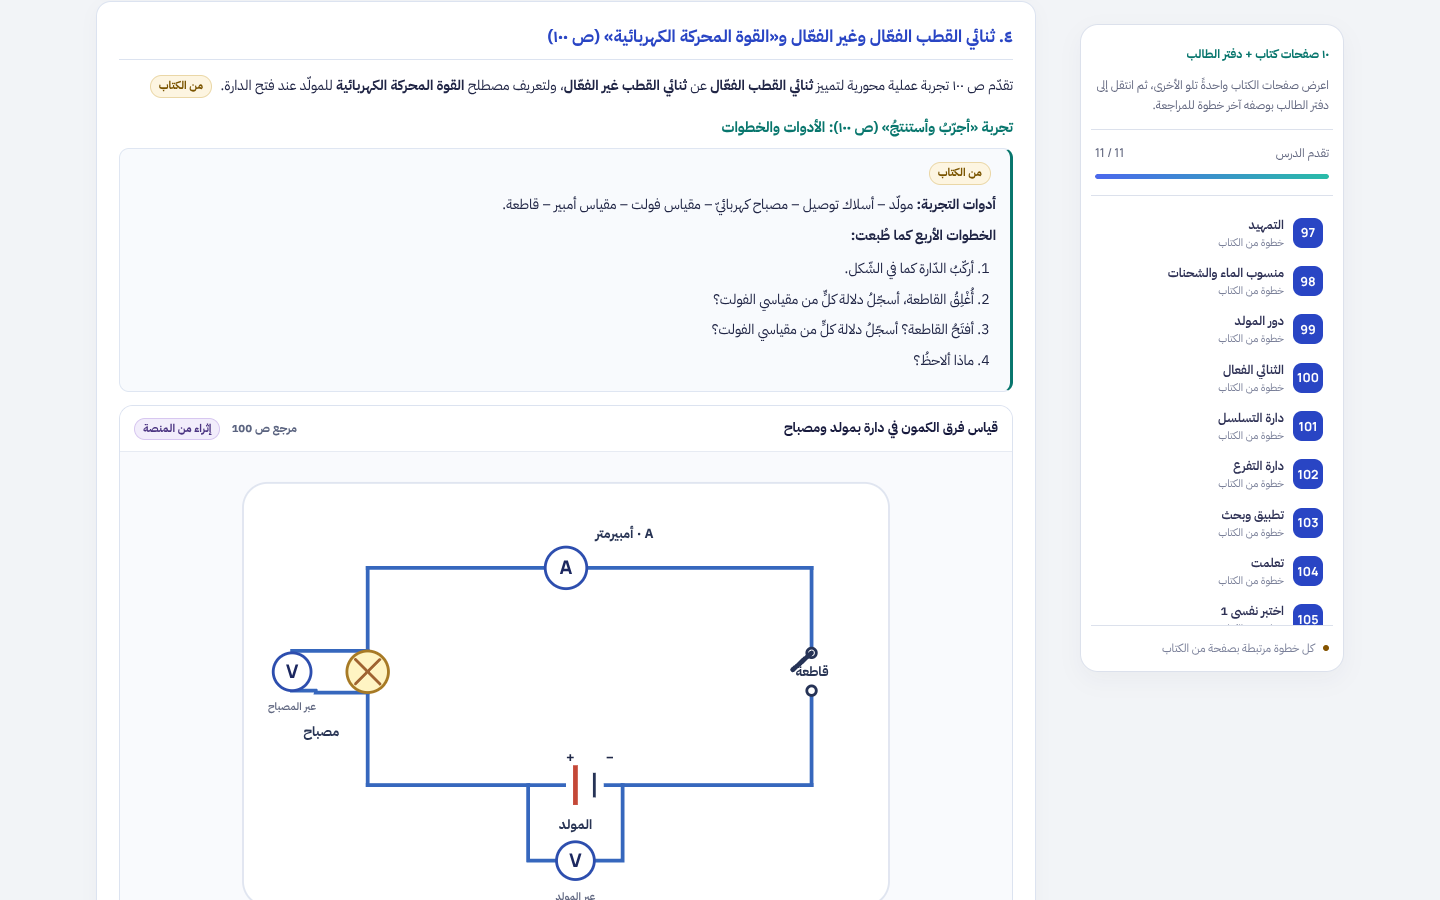 ١٠ صفحات كتاب + دفتر الطالب
اعرض صفحات الكتاب واحدةً تلو الأخرى، ثم انتقل إلى
دفتر الطالب بوصفه آخر خطوة للمراجعة.
تقدم الدرس
11 / 11
97
التمهيد
خطوة من الكتاب
98
منسوب الماء والشحنات
خطوة من الكتاب
99
دور المولد
خطوة من الكتاب
100
الثنائي الفعال
خطوة من الكتاب
101
دارة التسلسل
خطوة من الكتاب
102
دارة التفرع
خطوة من الكتاب
103
تطبيق وبحث
خطوة من الكتاب
104
تعلمت
خطوة من الكتاب
105
اختبر نفسي 1
كل خطوة مرتبطة بصفحة من الكتاب
٤. ثنائي القطب الفعّال وغير الفعّال و«القوة المحركة الكهربائية» (ص ١٠٠)
تقدّم ص ١٠٠ تجربة عملية محورية لتمييز ثنائي القطب الفعّال عن ثنائي القطب غير الفعّال، ولتعريف مصطلح القوة المحركة الكهربائية للمولّد عند فتح الدارة. من الكتاب
تجربة «أجرّبُ وأستنتجُ» (ص ١٠٠): الأدوات والخطوات
من الكتاب
أدوات التجربة: مولّد – أسلاك توصيل – مصباح كهربائيّ – مقياس فولت – مقياس أمبير – قاطعة.
الخطوات الأربع كما طُبعت:
1. أركّبُ الدّارة كما في الشّكل.
2. أُغْلِقُ القاطعة، أسجّلُ دلالة كلٍّ من مقياسي الفولت؟
3. أفتَحُ القاطعة؟ أسجّلُ دلالة كلٍّ من مقياسي الفولت؟
4. ماذا ألاحظُ؟
قياس فرق الكمون في دارة بمولد ومصباح
مرجع ص 100
إثراء من المنصة
A · أمبيرمتر
A
قاطعة
V
عبر المصباح
مصباح
+ −
المولد
V
عبر المولد